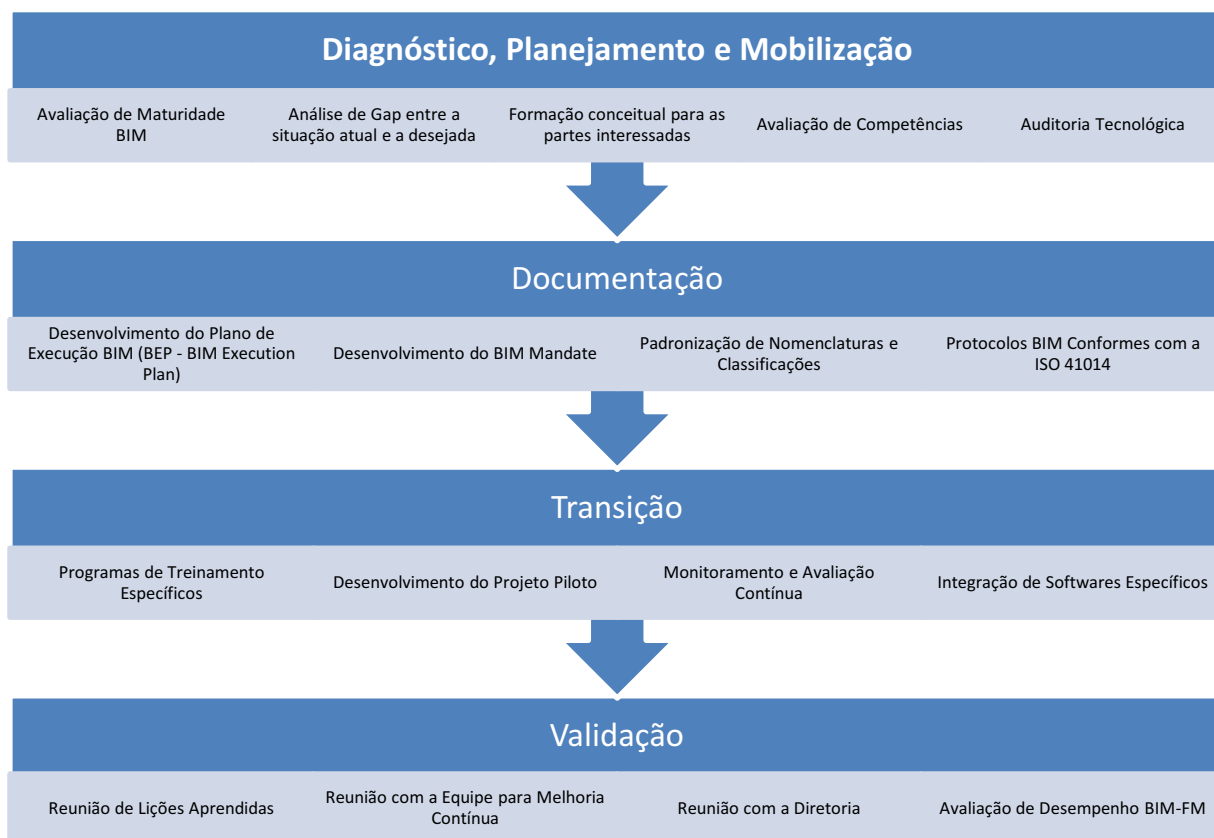 Diagnóstico, Planejamento e Mobilização
Avaliação de Maturidade
BIM
Análise de Gap entre a
situação atual e a desejada
Formação conceitual para as
partes interessadas
Avaliação de Competências
Auditoria Tecnológica
Documentação
Desenvolvimento do Plano de
Execução BIM (BEP - BIM Execution
Plan)
Desenvolvimento do BIM Mandate
Padronização de Nomenclaturas e
Classificações
Protocolos BIM Conformes com a
ISO 41014
Transição
Programas de Treinamento
Específicos
Desenvolvimento do Projeto Piloto
Monitoramento e Avaliação
Contínua
Integração de Softwares Específicos
Validação
Reunião de Lições Aprendidas
Reunião com a Equipe para Melhoria
Contínua
Reunião com a Diretoria
Avaliação de Desempenho BIM-FM